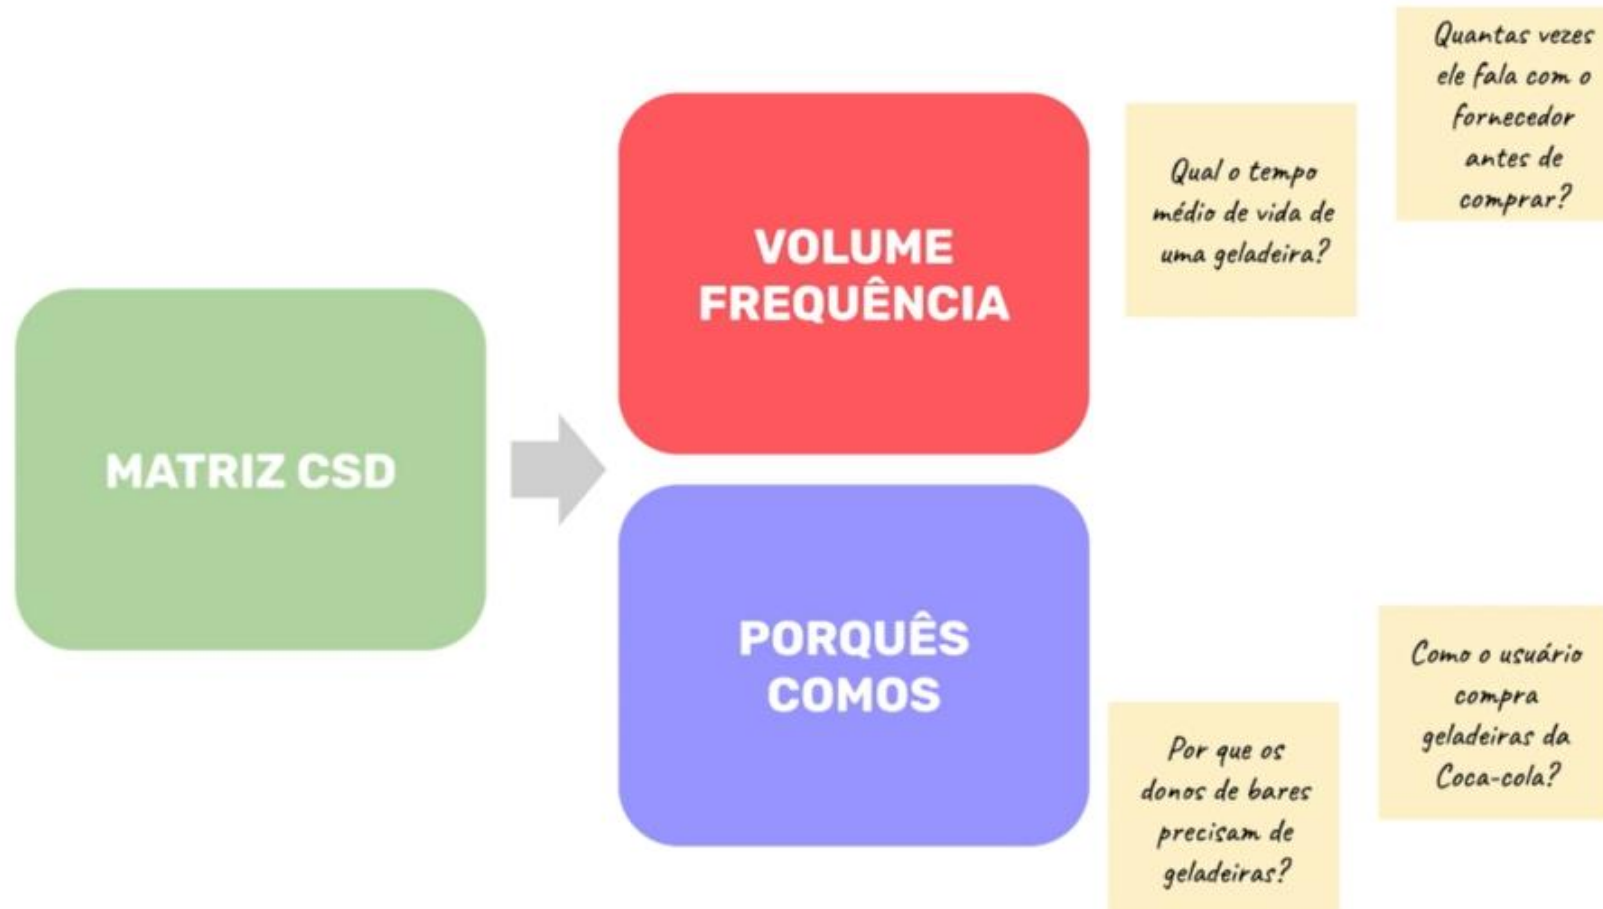 MATRIZ CSD
VOLUME
FREQUÊNCIA
Qual o tempo
médio de vida de
uma geladeira?
Quantas vezes
ele fala com o
fornecedor
antes de
comprar?
PORQUÊS
COMOS
Por que os
donos de bares
precisam de
geladeiras?
Como o usuário
compra
geladeiras da
Coca-cola?